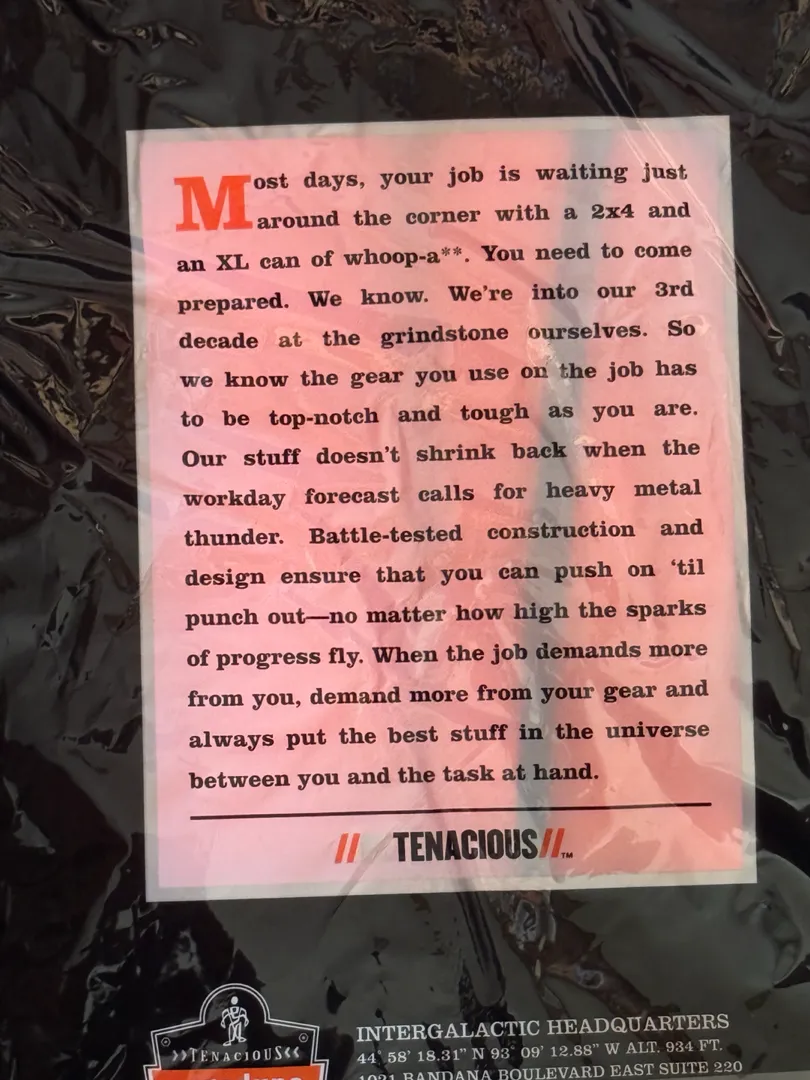 Most days, your job is waiting just
around the corner with a 2x4 and
an XL can of whoop-a**. You need to come
prepared. We know. We're into our 3rd
decade at the grindstone ourselves. So
we know the gear you use on the job has
to be top-notch and tough as you are.
Our stuff doesn't shrink back when the
workday forecast calls for heavy metal
thunder. Battle-tested construction and
design ensure that you can push on 'til
punch out—no matter how high the sparks
of progress fly. When the job demands more
from you, demand more from your gear and
always put the best stuff in the universe
between you and the task at hand.
// TENACIOUS //™
>>TENACIOUS<<
INTERGALACTIC HEADQUARTERS
44° 58' 18.31" N 93° 09' 12.88" W ALT. 934 FT.
1021 BANDANA BOULEVARD EAST SUITE 220